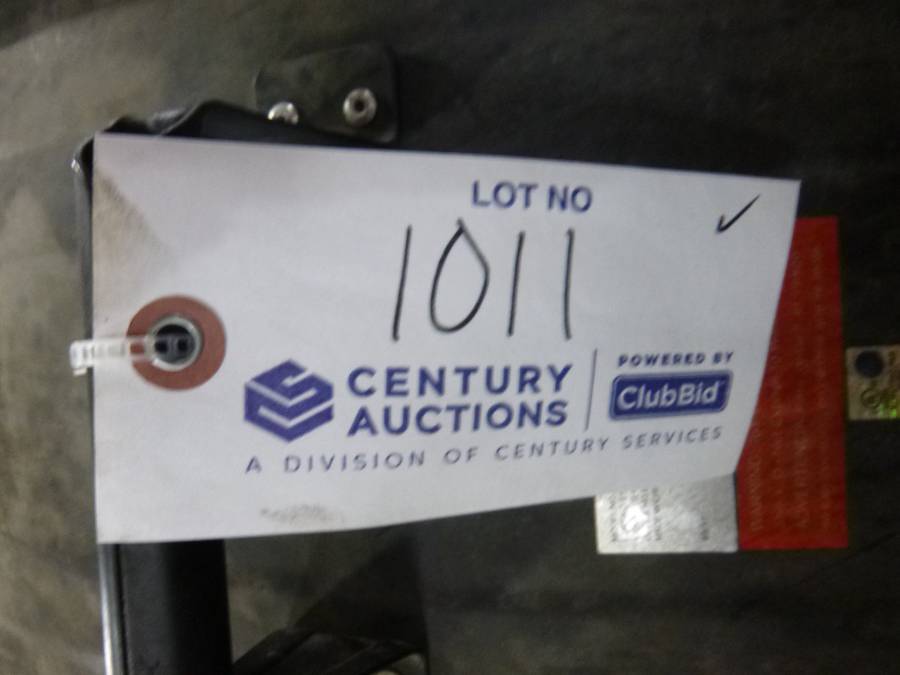 LOT NO
1011
CENTURY
AUCTIONS
POWERED BY
ClubBid
A DIVISION OF CENTURY SERVICES